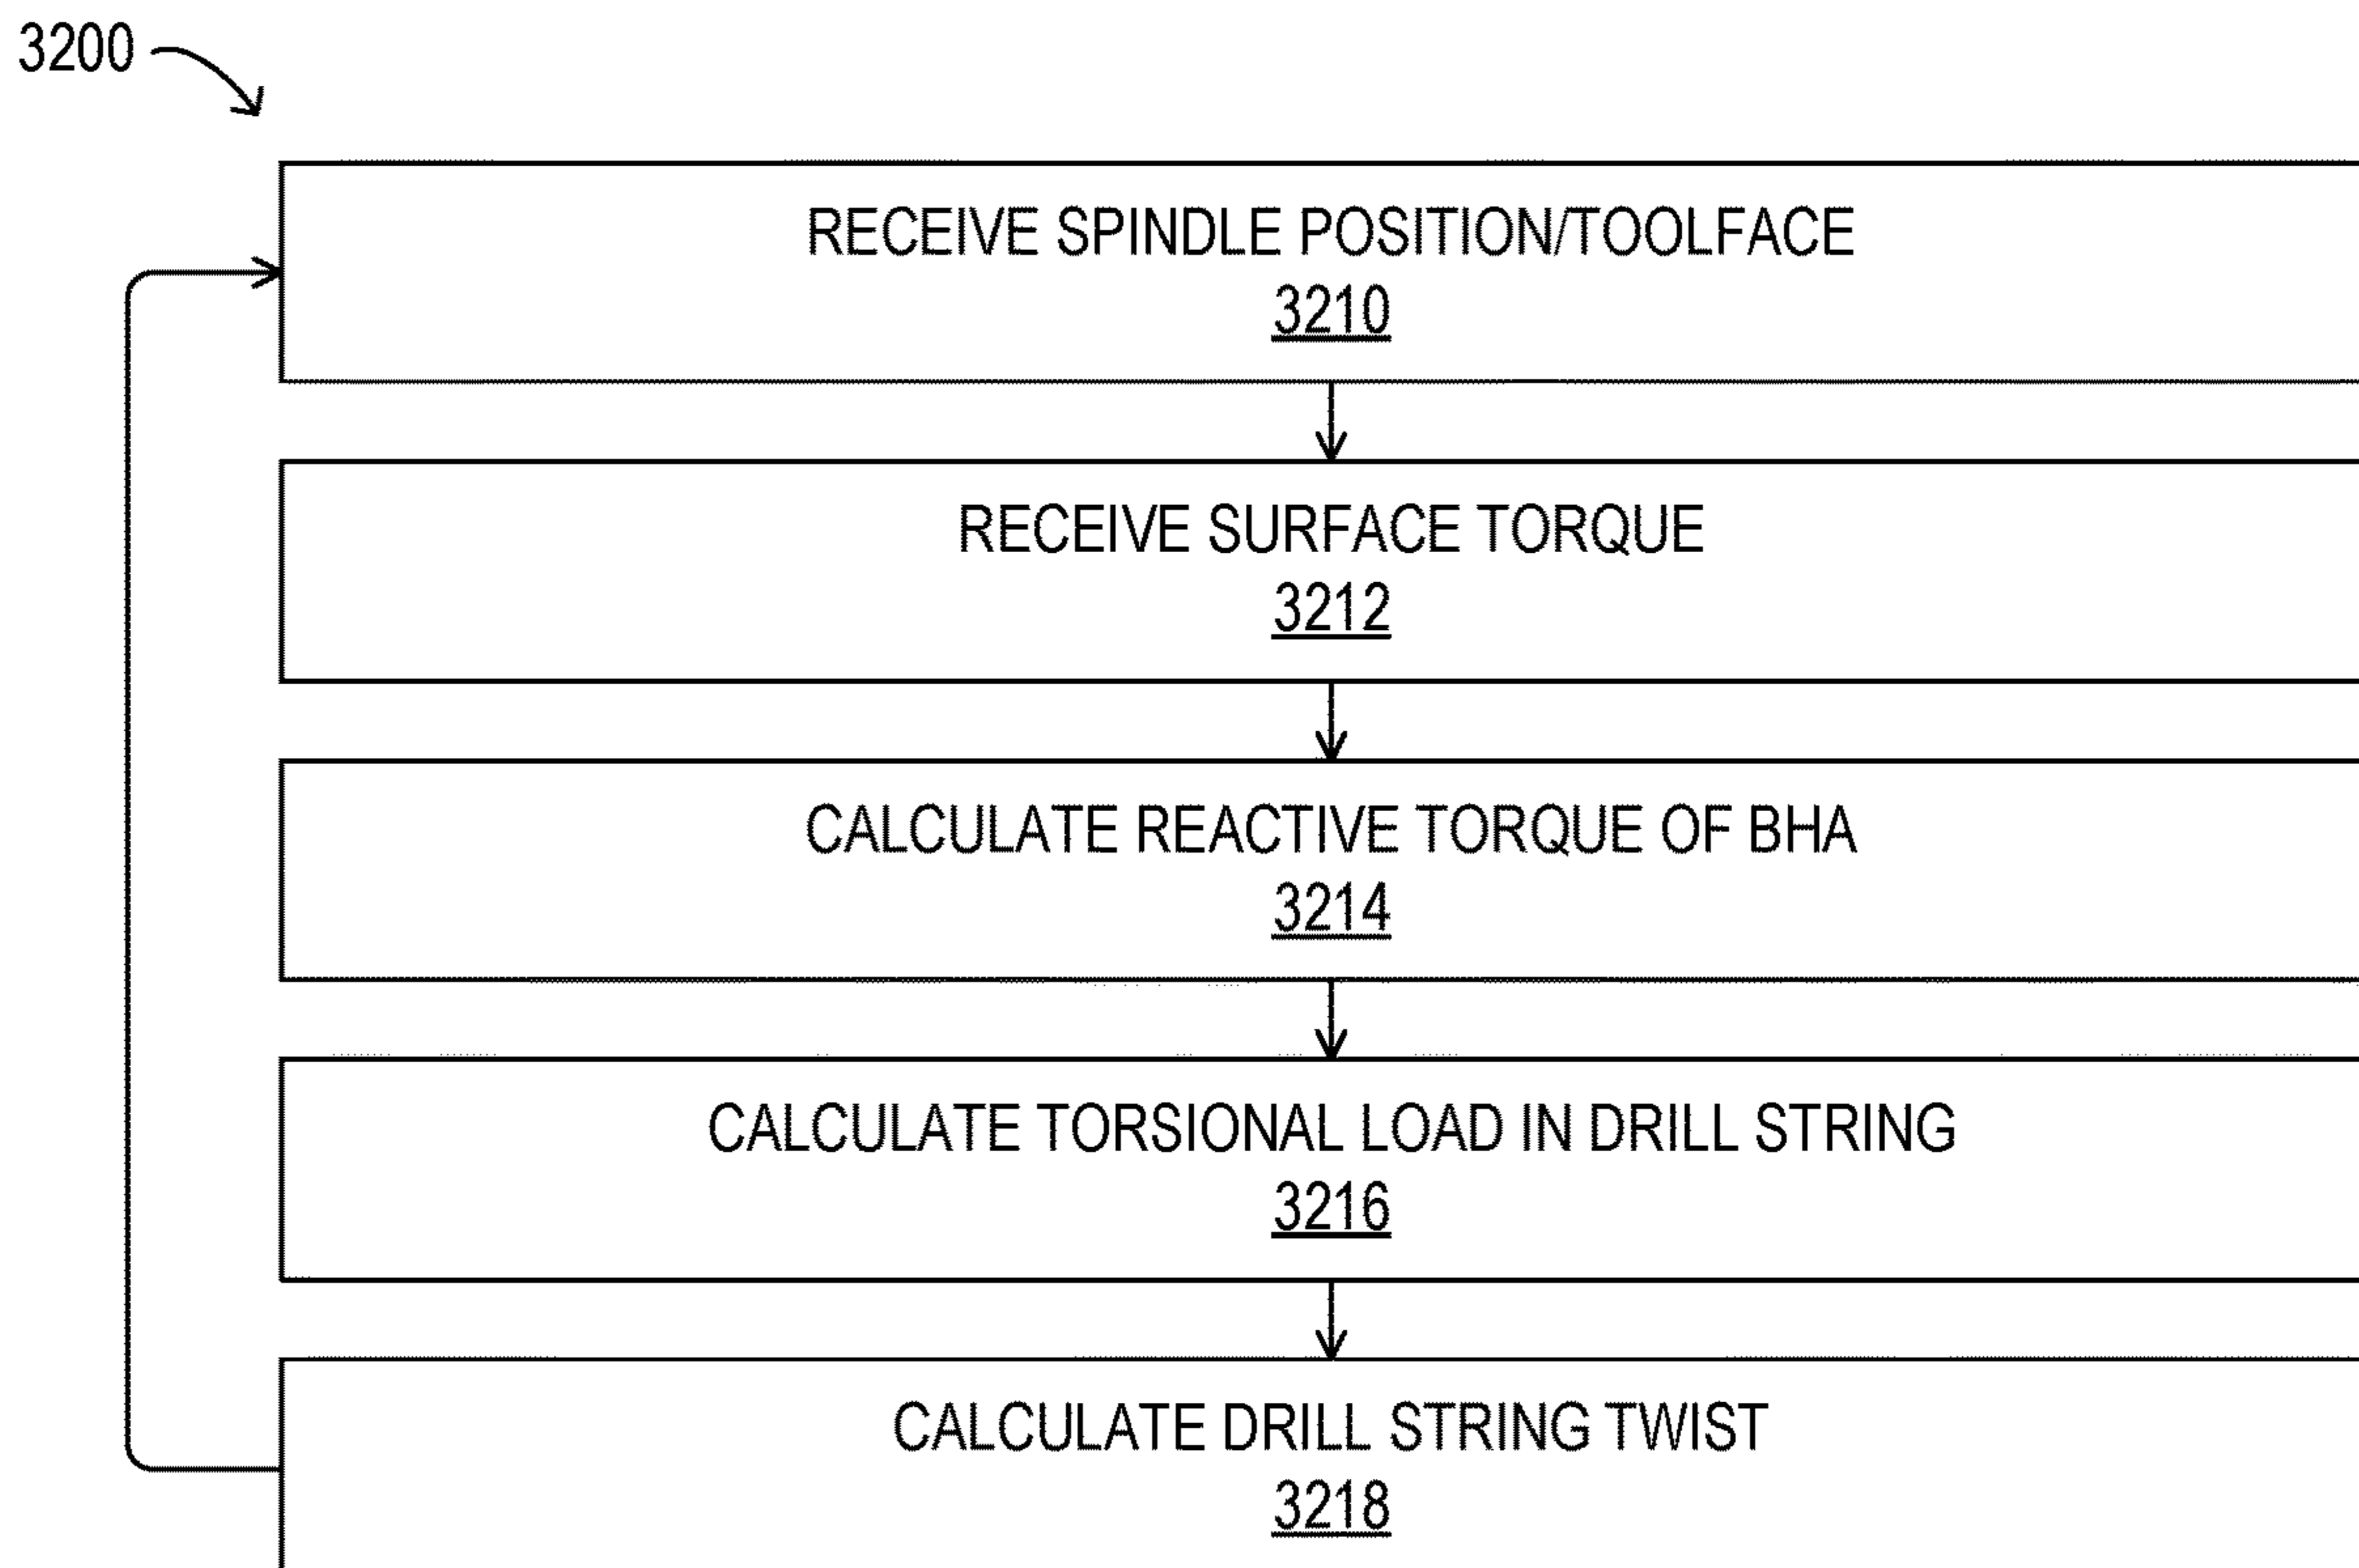 3200
RECEIVE SPINDLE POSITION/TOOLFACE
3210
RECEIVE SURFACE TORQUE
3212
CALCULATE REACTIVE TORQUE OF BHA
3214
CALCULATE TORSIONAL LOAD IN DRILL STRING
3216
CALCULATE DRILL STRING TWIST
3218